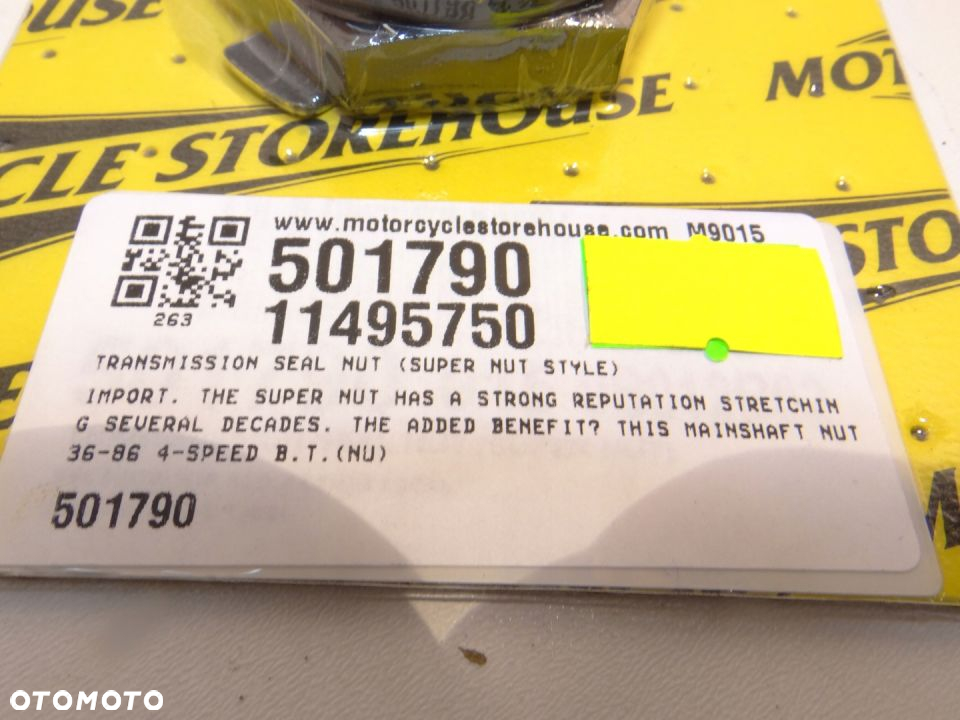 OUSE
STOREHOUSE
CLE STOREHOUSE
MOT
www.motorcyclestorehouse.com M9015
501790
11495750
263
TRANSMISSION SEAL NUT (SUPER NUT STYLE)
IMPORT. THE SUPER NUT HAS A STRONG REPUTATION STRETCHIN
G SEVERAL DECADES. THE ADDED BENEFIT? THIS MAINSHAFT NUT
36-86 4-SPEED B.T.(NU)
501790
STO
M
OTOMOTO